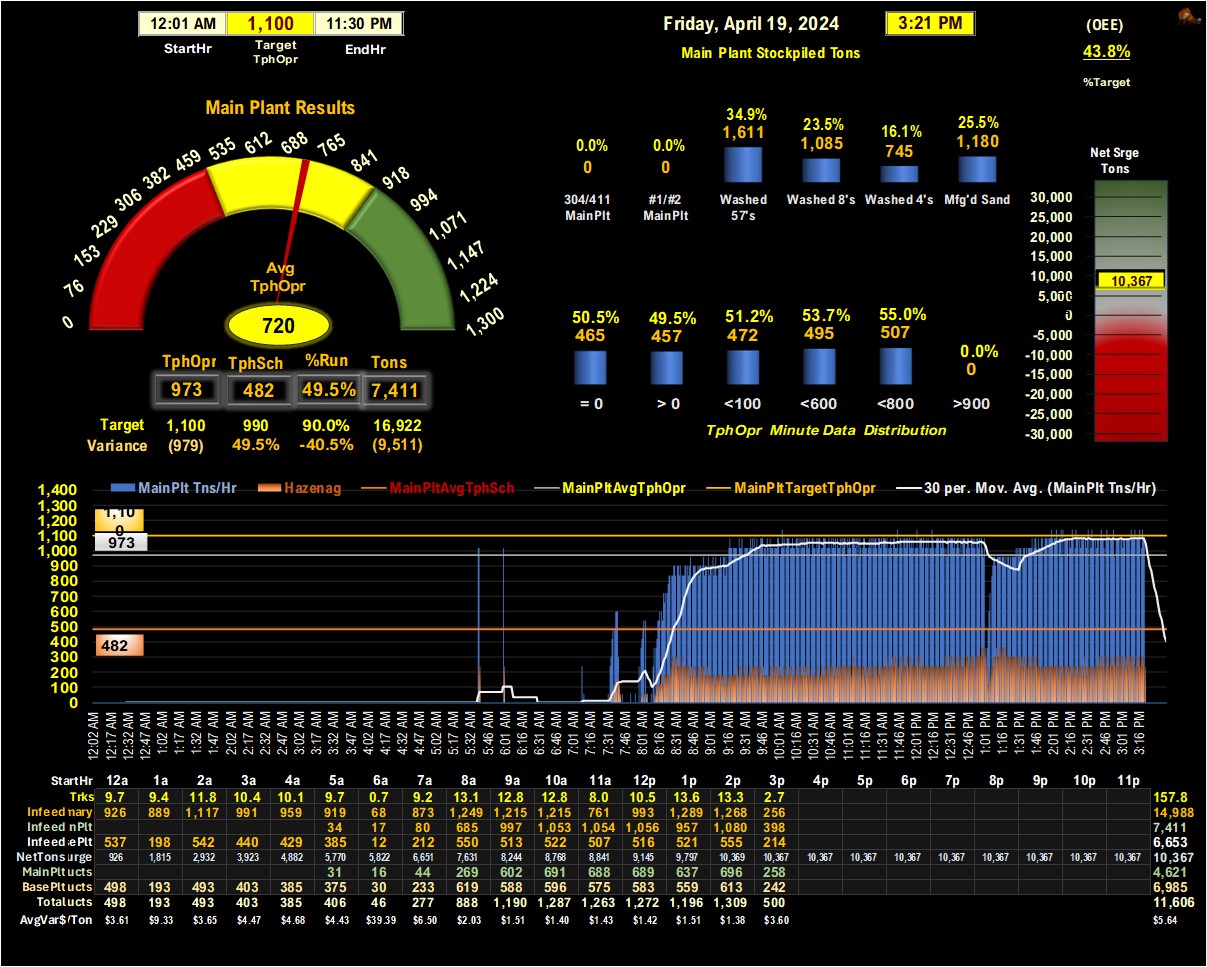 12:01 AM 1,100 11:30 PM
StartHr Target TphOpr EndHr
Friday, April 19, 2024 3:21 PM
Main Plant Stockpiled Tons
(OEE)
43.8%
%Target
Main Plant Results
0 76 153 229 306 382 459 535 612 688 765 841 918 994 1,071 1,147 1,224 1,300
Avg
TphOpr
720
TphOpr TphSch %Run Tons
973 482 49.5% 7,411
Target 1,100 990 90.0% 16,922
Variance (979) 49.5% -40.5% (9,511)
0.0% 0.0% 34.9% 23.5% 16.1% 25.5%
0 0 1,611 1,085 745 1,180
304/411 #1/#2 Washed Washed 8's Washed 4's Mfg'd Sand
MainPlt MainPlt 57's
50.5% 49.5% 51.2% 53.7% 55.0% 0.0%
465 457 472 495 507 0
= 0 > 0 <100 <600 <800 >900
TphOpr Minute Data Distribution
Net Srge
Tons
30,000
25,000
20,000
15,000
10,000
10,367
5,000
0
-5,000
-10,000
-15,000
-20,000
-25,000
-30,000
MainPlt Tns/Hr Hazenag MainPltAvgTphSch MainPltAvgTphOpr MainPltTargetTphOpr 30 per. Mov. Avg. (MainPlt Tns/Hr)
1,400
1,300
1,200
1,100
1,000
900
800
700
600
500
400
300
200
100
0
1,100
973
482
12:02 AM 12:17 AM 12:32 AM 12:47 AM 1:02 AM 1:17 AM 1:32 AM 1:47 AM 2:02 AM 2:17 AM 2:32 AM 2:47 AM 3:02 AM 3:17 AM 3:32 AM 3:47 AM 4:02 AM 4:17 AM 4:32 AM 4:47 AM 5:02 AM 5:17 AM 5:32 AM 5:46 AM 6:01 AM 6:16 AM 6:31 AM 6:46 AM 7:01 AM 7:16 AM 7:31 AM 7:46 AM 8:01 AM 8:16 AM 8:31 AM 8:46 AM 9:01 AM 9:16 AM 9:31 AM 9:46 AM 10:01 AM 10:16 AM 10:31 AM 10:46 AM 11:01 AM 11:16 AM 11:31 AM 11:46 AM 12:01 PM 12:16 PM 12:31 PM 12:46 PM 1:01 PM 1:16 PM 1:31 PM 1:46 PM 2:01 PM 2:16 PM 2:31 PM 2:46 PM 3:01 PM 3:16 PM
StartHr 12a 1a 2a 3a 4a 5a 6a 7a 8a 9a 10a 11a 12p 1p 2p 3p 4p 5p 6p 7p 8p 9p 10p 11p
Trks 9.7 9.4 11.8 10.4 10.1 9.7 0.7 9.2 13.1 12.8 12.8 8.0 10.5 13.6 13.3 2.7 157.8
Infeed nary 926 889 1,117 991 959 919 68 873 1,249 1,215 1,215 761 993 1,289 1,268 256 14,988
Infeed nPlt 34 17 80 685 997 1,053 1,054 1,056 957 1,080 398 7,411
Infeed ePlt 537 198 542 440 429 385 12 212 550 513 522 507 516 521 555 214 6,653
NetTons urge 926 1,815 2,932 3,923 4,882 5,770 5,822 6,651 7,631 8,244 8,768 8,841 9,145 9,797 10,369 10,367 10,367 10,367 10,367 10,367 10,367 10,367 10,367 10,367 10,367
MainPlt ucts 31 16 44 269 602 691 688 689 637 696 258 4,621
BasePlt ucts 498 193 493 403 385 375 30 233 619 588 596 575 583 559 613 242 6,985
Total ucts 498 193 493 403 385 406 46 277 888 1,190 1,287 1,263 1,272 1,196 1,309 500 11,606
AvgVar$/Ton $3.61 $9.33 $3.65 $4.47 $4.68 $4.43 $39.39 $6.50 $2.03 $1.51 $1.40 $1.43 $1.42 $1.51 $1.38 $3.60 $5.64